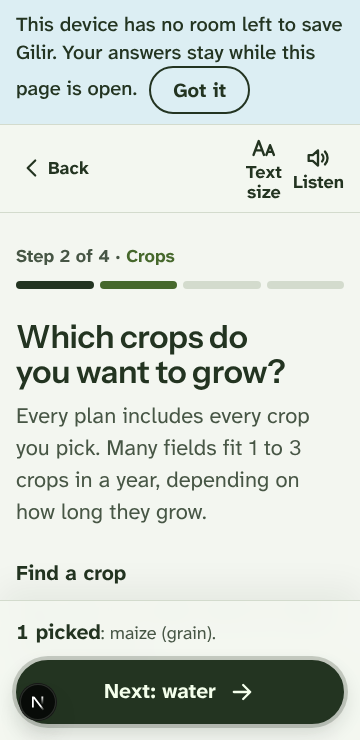 This device has no room left to save
Gilir. Your answers stay while this
page is open. Got it
Back
Text
size
Listen
Step 2 of 4 · Crops
Which crops do
you want to grow?
Every plan includes every crop
you pick. Many fields fit 1 to 3
crops in a year, depending on
how long they grow.
Find a crop
1 picked: maize (grain).
Next: water
N